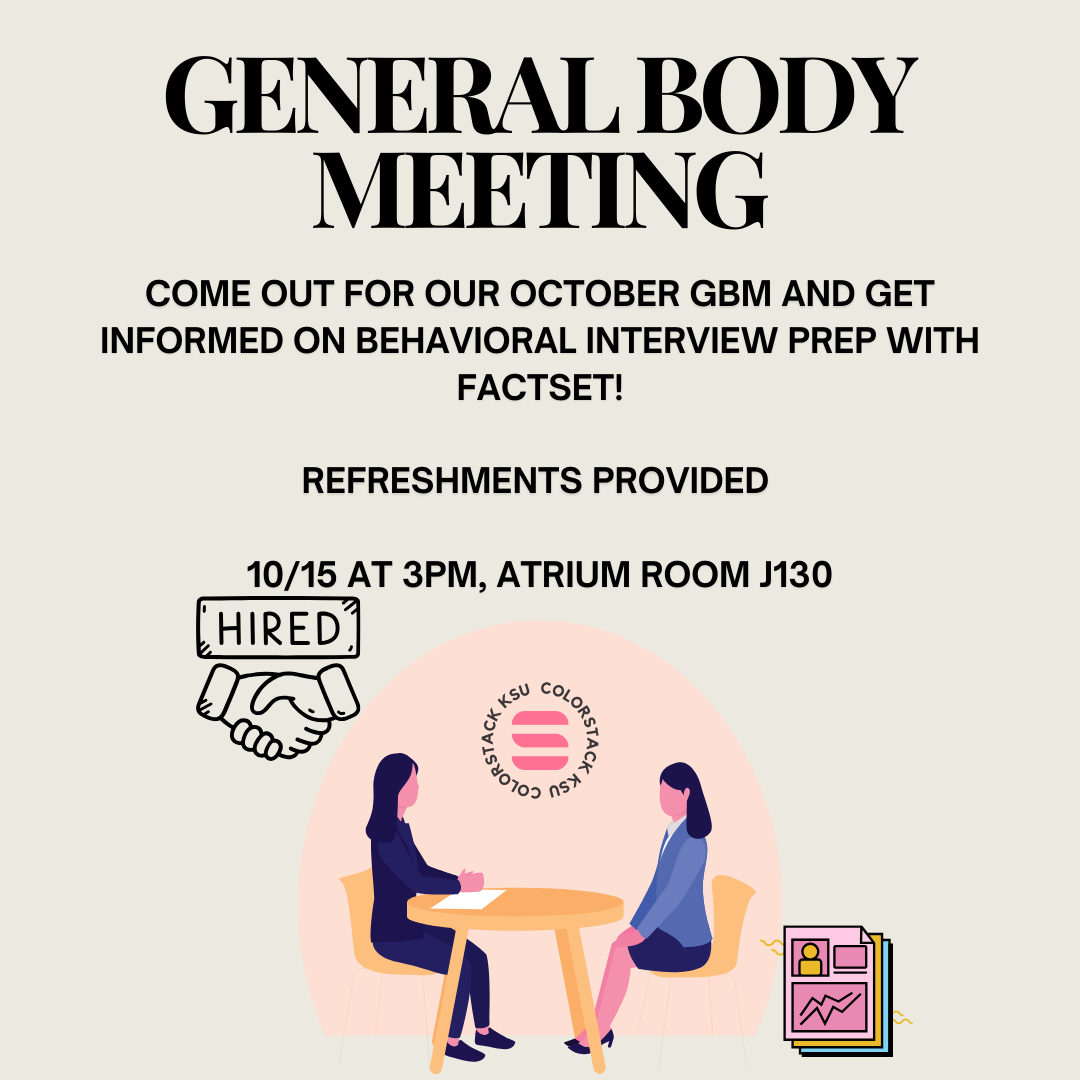 GENERAL BODY
MEETING
COME OUT FOR OUR OCTOBER GBM AND GET
INFORMED ON BEHAVIORAL INTERVIEW PREP WITH
FACTSET!
REFRESHMENTS PROVIDED
10/15 AT 3PM, ATRIUM ROOM J130
HIRED
COLORSTACK KSU COLORSTACK KSU